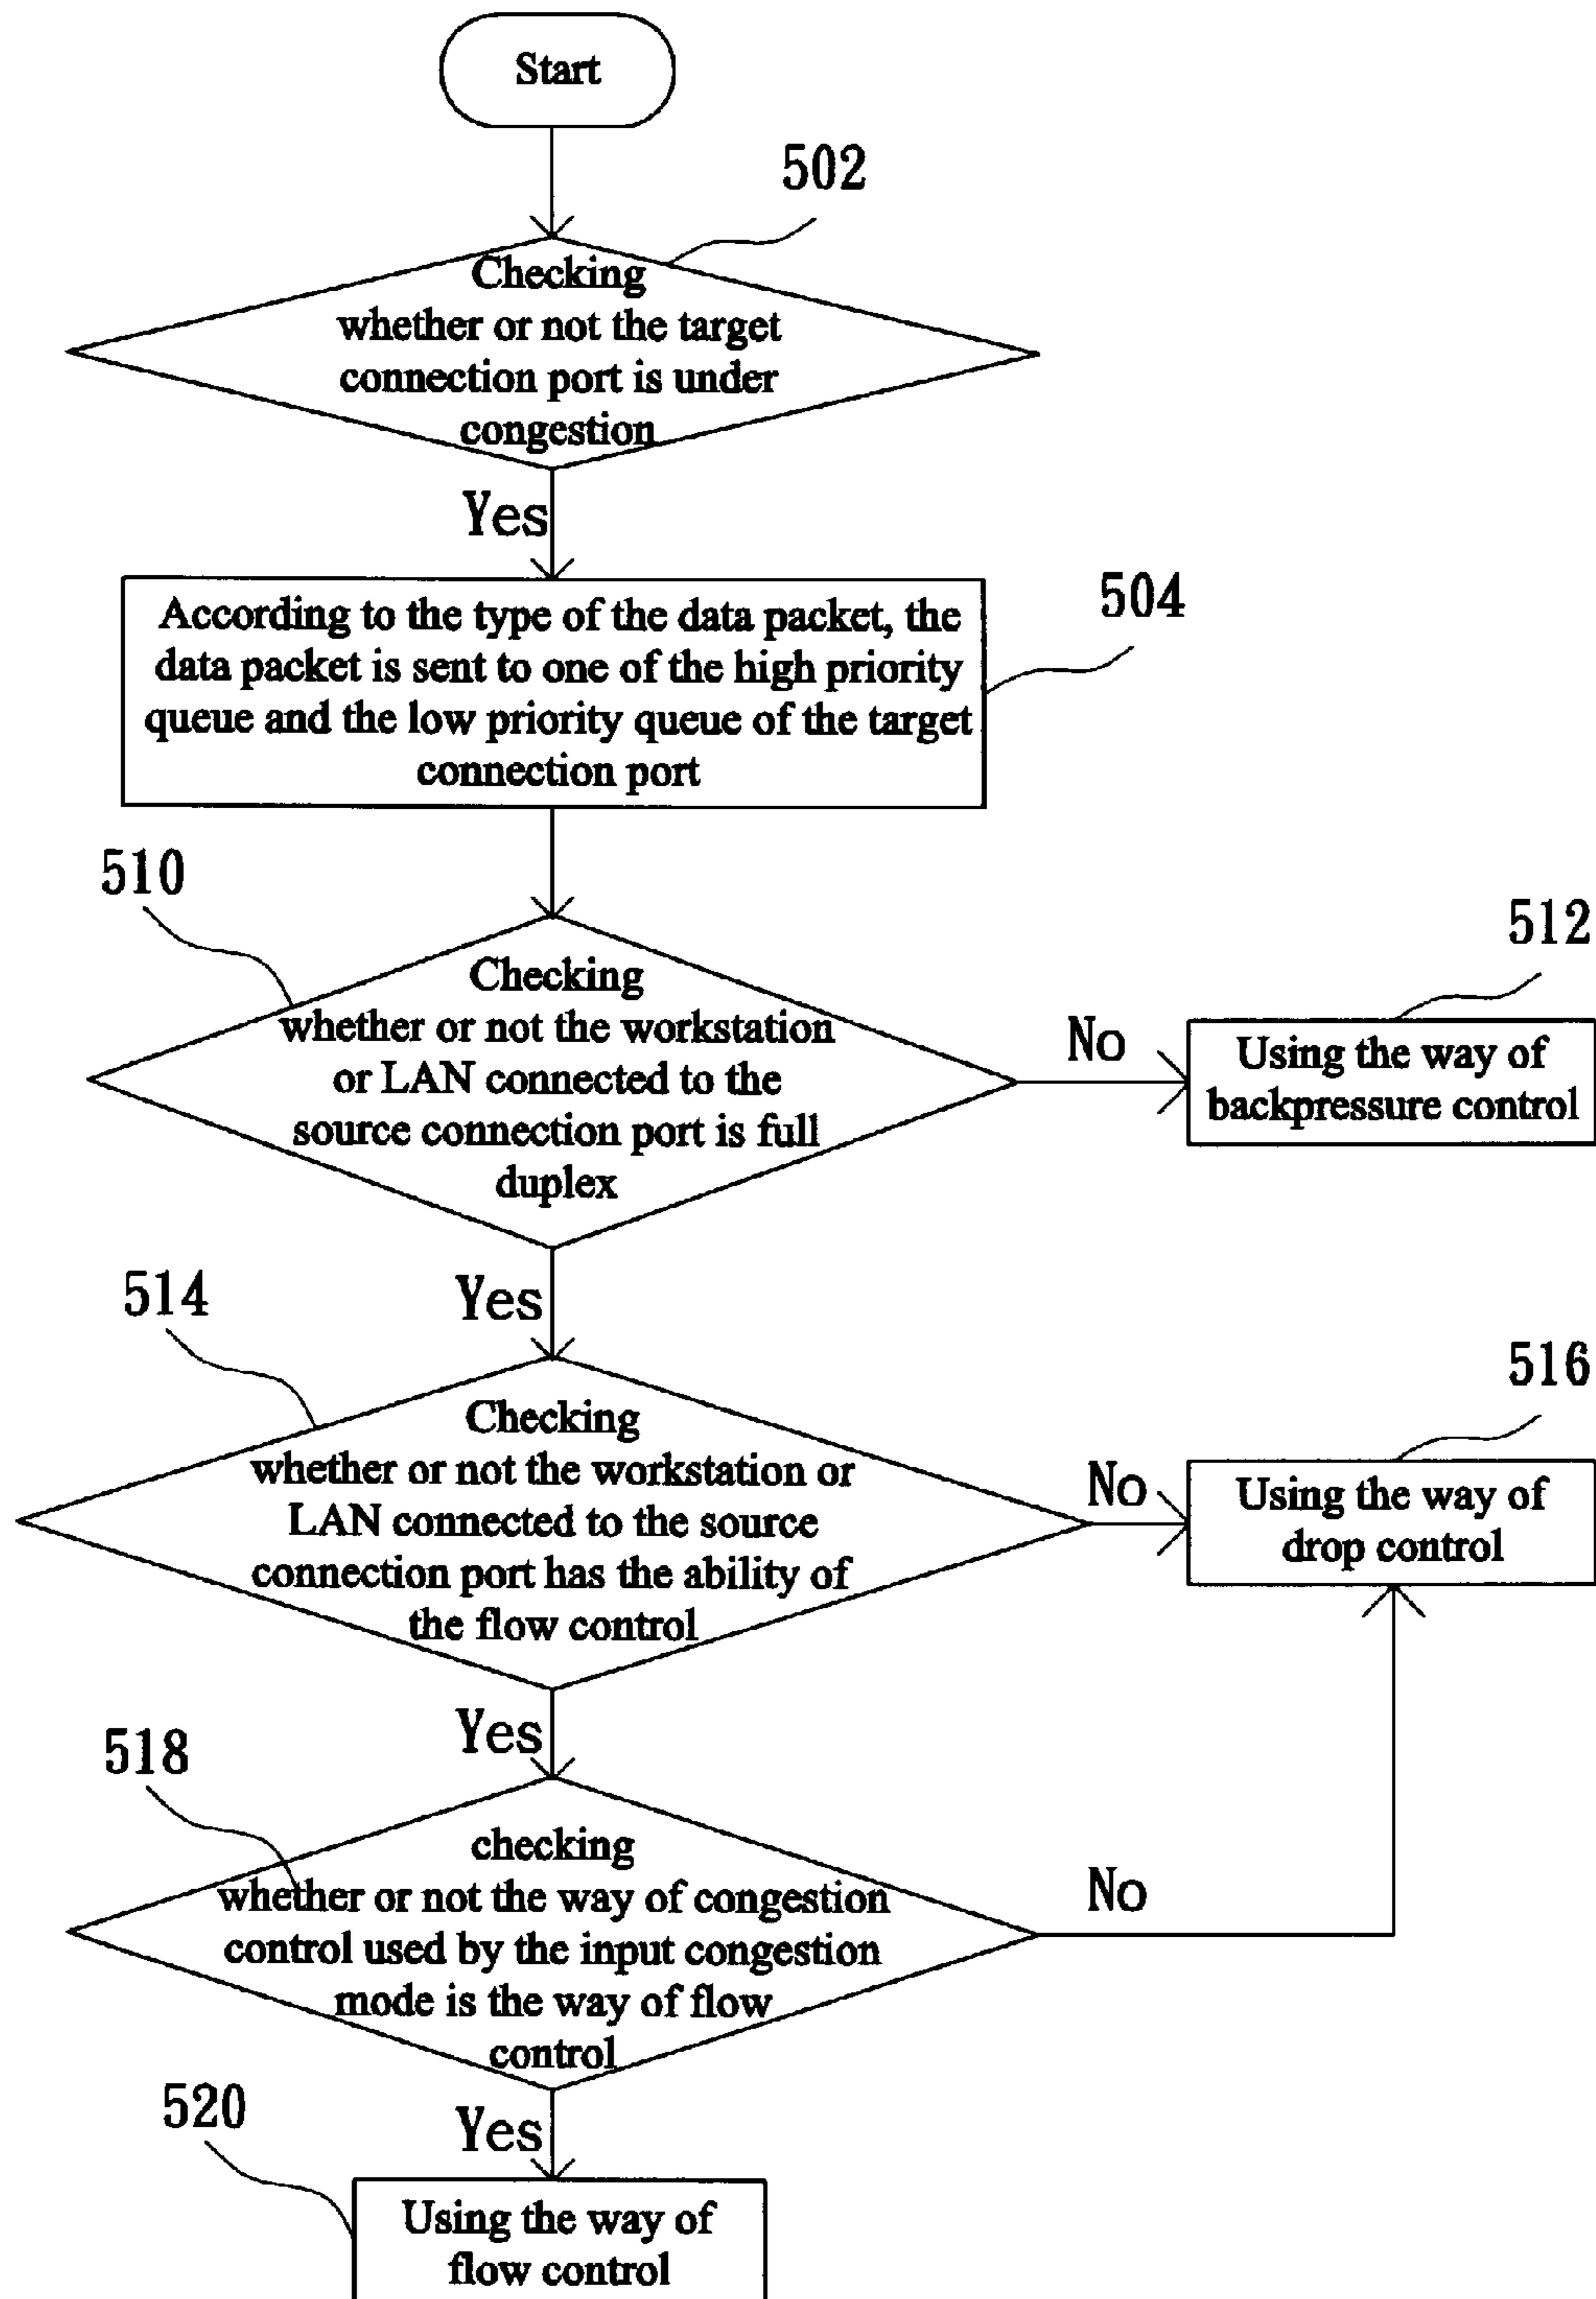 Start
502
Checking
whether or not the target
connection port is under
congestion
Yes
504
According to the type of the data packet, the
data packet is sent to one of the high priority
queue and the low priority queue of the target
connection port
510
Checking
whether or not the workstation
or LAN connected to the
source connection port is full
duplex
No
512
Using the way of
backpressure control
Yes
514
Checking
whether or not the workstation or
LAN connected to the source
connection port has the ability of
the flow control
No
516
Using the way of
drop control
Yes
518
checking
whether or not the way of congestion
control used by the input congestion
mode is the way of flow
control
No
Yes
520
Using the way of
flow control